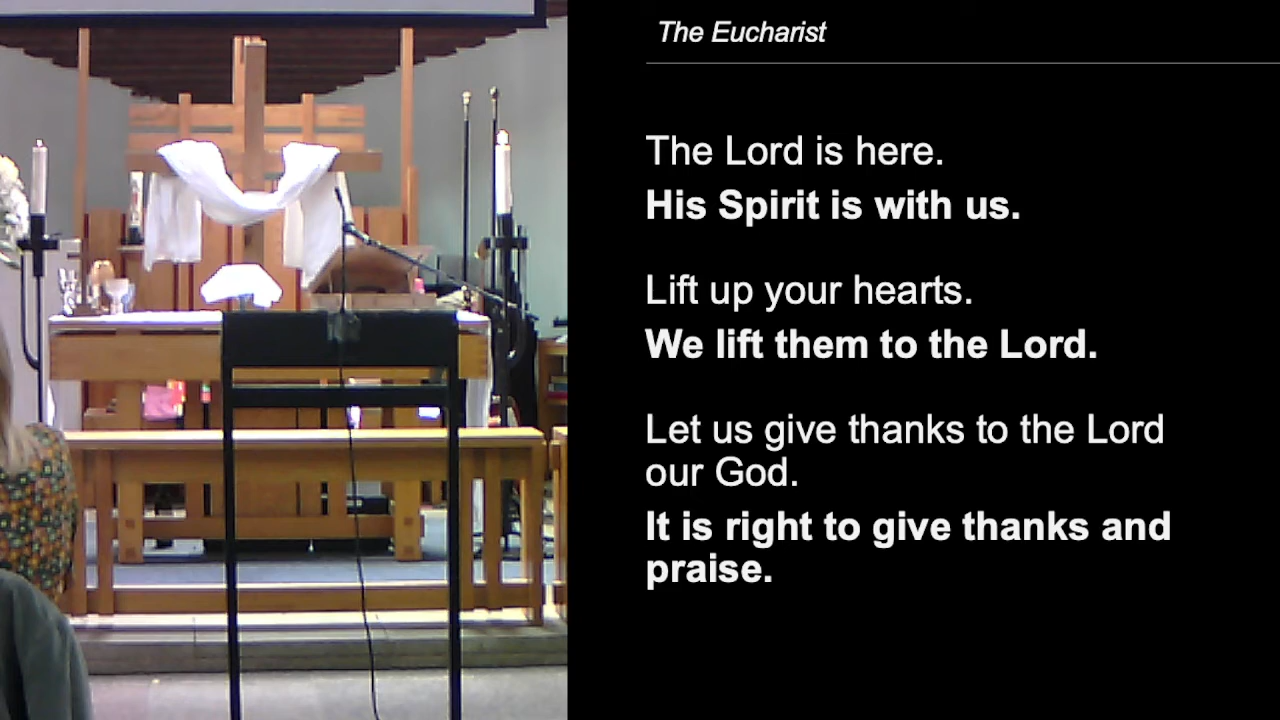 The Eucharist
The Lord is here.
His Spirit is with us.
Lift up your hearts.
We lift them to the Lord.
Let us give thanks to the Lord
our God.
It is right to give thanks and
praise.